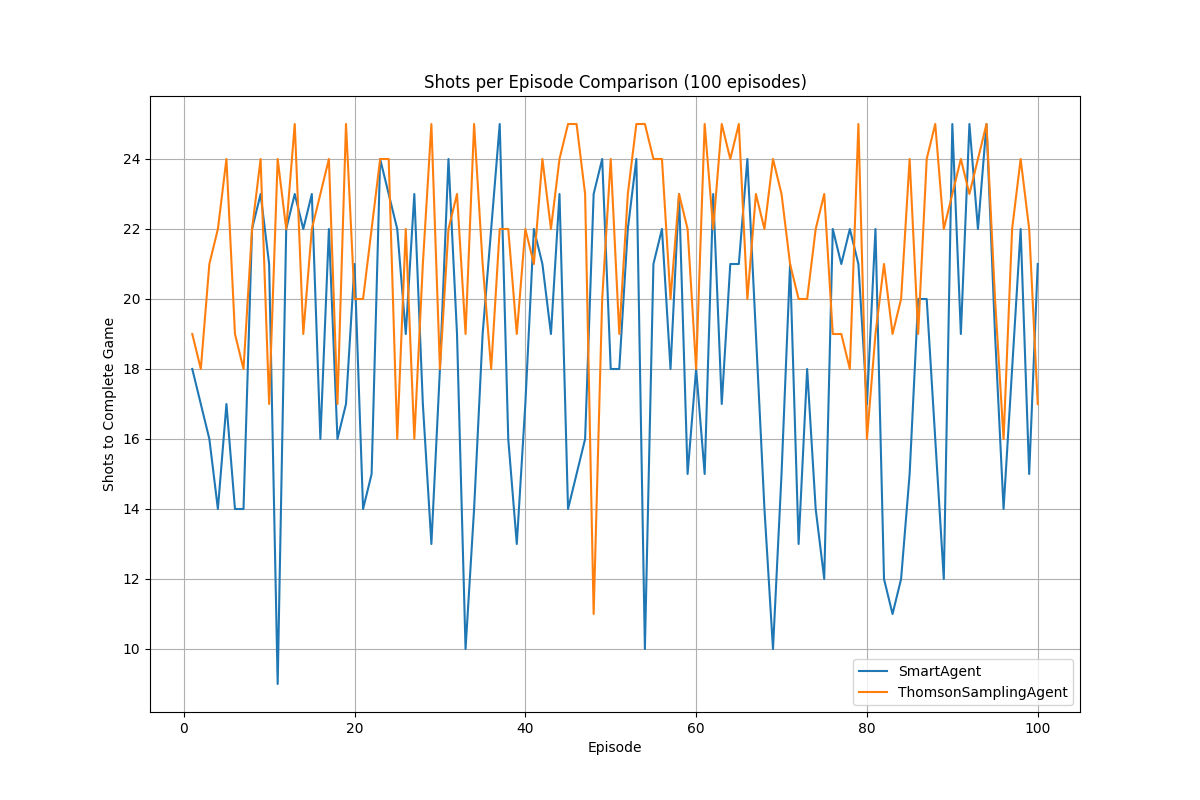 Shots per Episode Comparison (100 episodes)
Shots to Complete Game
24
22
20
18
16
14
12
10
SmartAgent
ThomsonSamplingAgent
0 20 40 60 80 100
Episode